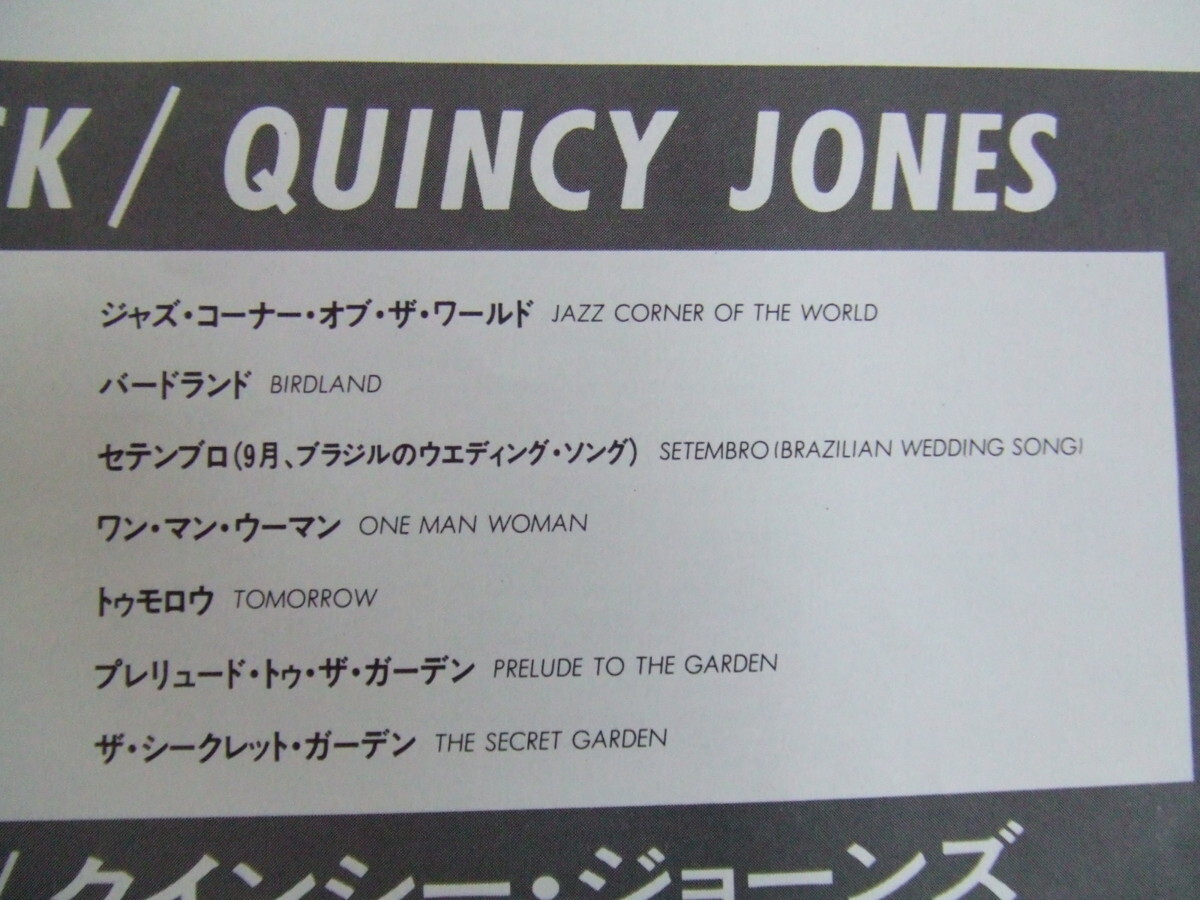 CK / QUINCY JONES
ジャズ・コーナー・オブ・ザ・ワールド JAZZ CORNER OF THE WORLD
バードランド BIRDLAND
セテンブロ(9月、ブラジルのウエディング・ソング) SETEMBRO(BRAZILIAN WEDDING SONG)
ワン・マン・ウーマン ONE MAN WOMAN
トゥモロウ TOMORROW
プレリュード・トゥ・ザ・ガーデン PRELUDE TO THE GARDEN
ザ・シークレット・ガーデン THE SECRET GARDEN
/クインシー・ジョーンズ